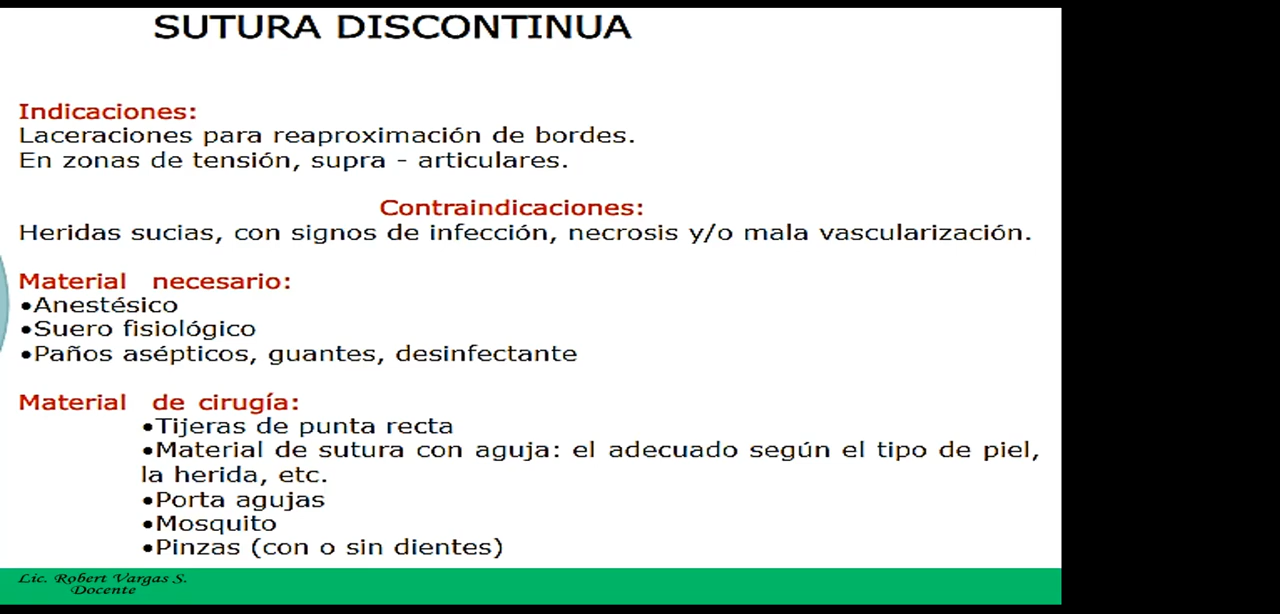 SUTURA DISCONTINUA
Indicaciones:
Laceraciones para reaproximación de bordes.
En zonas de tensión, supra - articulares.
Contraindicaciones:
Heridas sucias, con signos de infección, necrosis y/o mala vascularización.
Material necesario:
•Anestésico
•Suero fisiológico
•Paños asépticos, guantes, desinfectante
Material de cirugía:
•Tijeras de punta recta
•Material de sutura con aguja: el adecuado según el tipo de piel,
la herida, etc.
•Porta agujas
•Mosquito
•Pinzas (con o sin dientes)
Lic. Robert Vargas S.
Docente